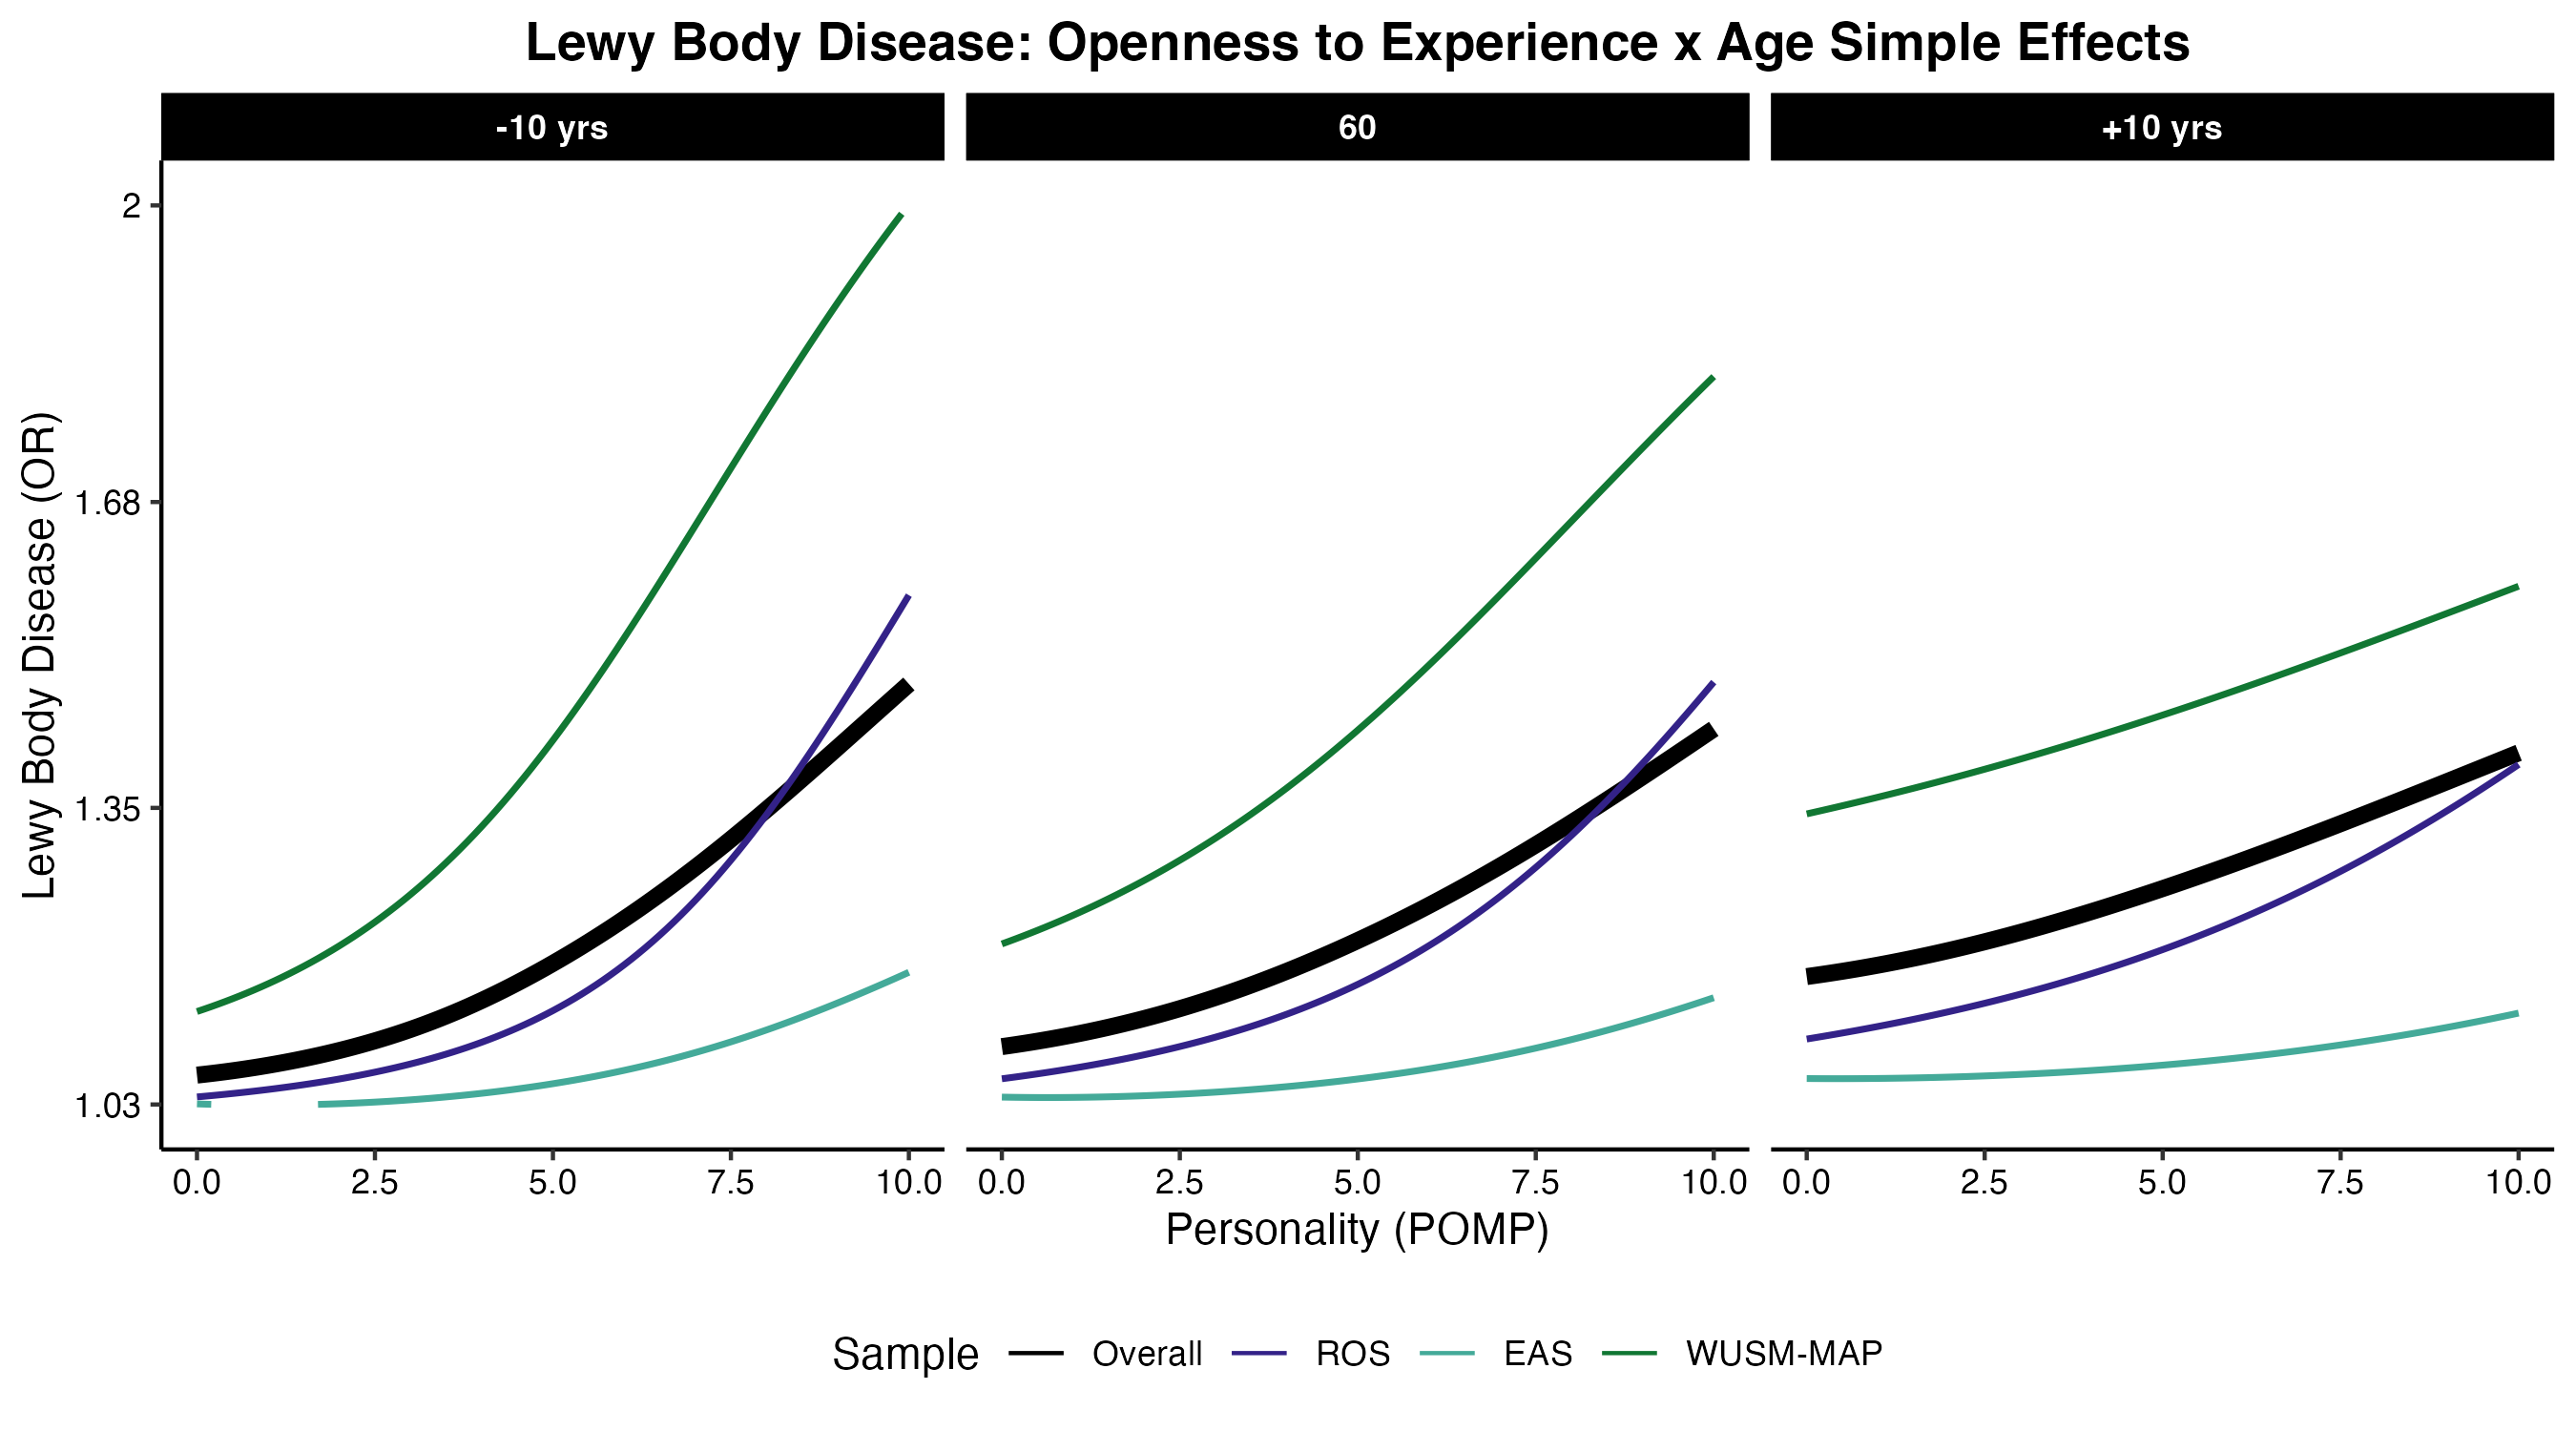 Lewy Body Disease: Openness to Experience x Age Simple Effects
-10 yrs
60
+10 yrs
Lewy Body Disease (OR)
2
1.68
1.35
1.03
0.0 2.5 5.0 7.5 10.0
0.0 2.5 5.0 7.5 10.0
0.0 2.5 5.0 7.5 10.0
Personality (POMP)
Sample Overall ROS EAS WUSM-MAP